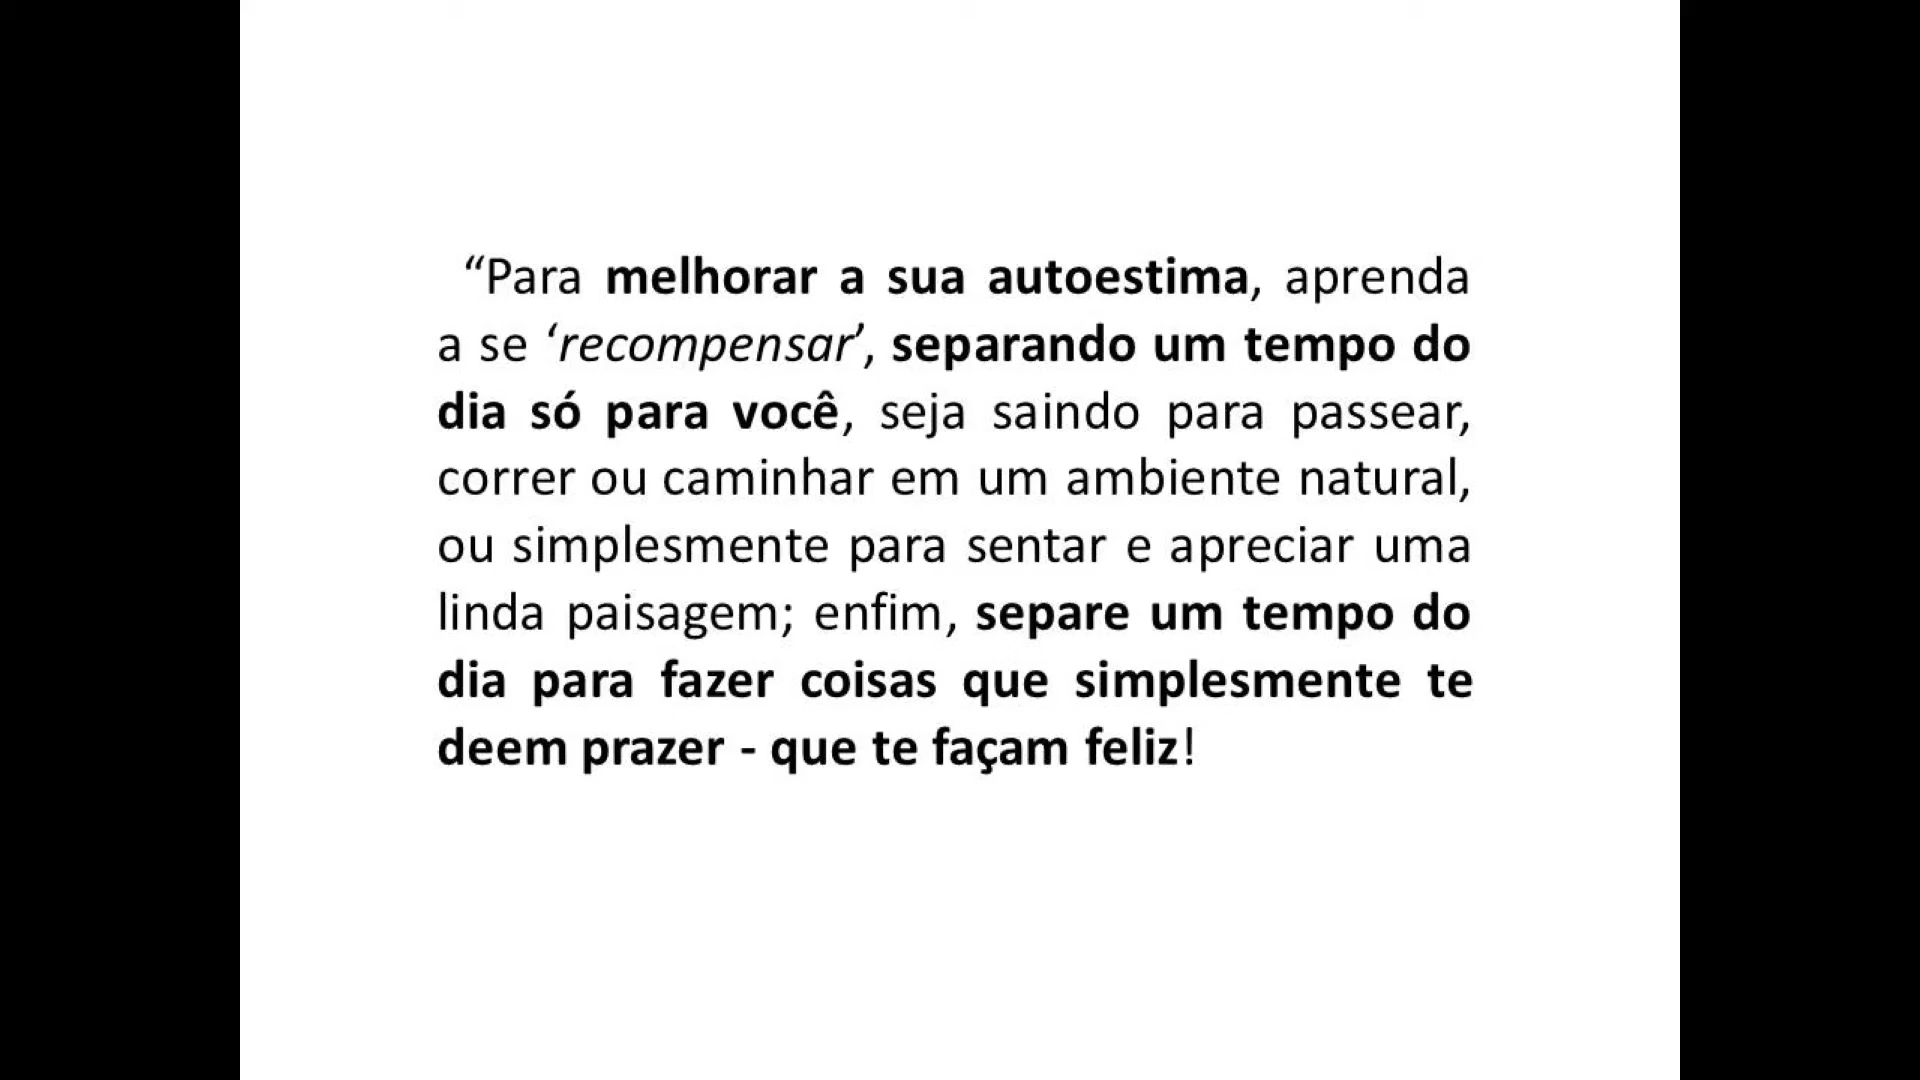 “Para melhorar a sua autoestima, aprenda
a se ‘recompensar’, separando um tempo do
dia só para você, seja saindo para passear,
correr ou caminhar em um ambiente natural,
ou simplesmente para sentar e apreciar uma
linda paisagem; enfim, separe um tempo do
dia para fazer coisas que simplesmente te
deem prazer - que te façam feliz!